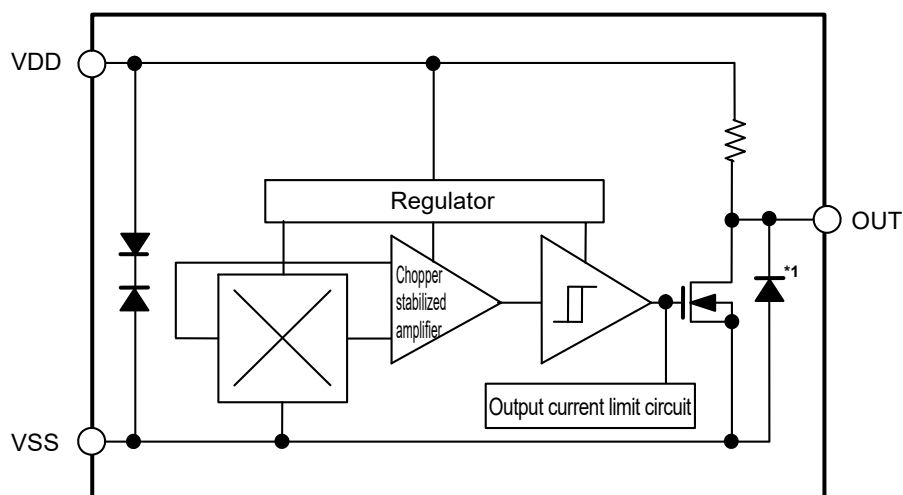 VDD
Regulator
OUT
Chopper
stabilized
amplifier
*1
Output current limit circuit
VSS